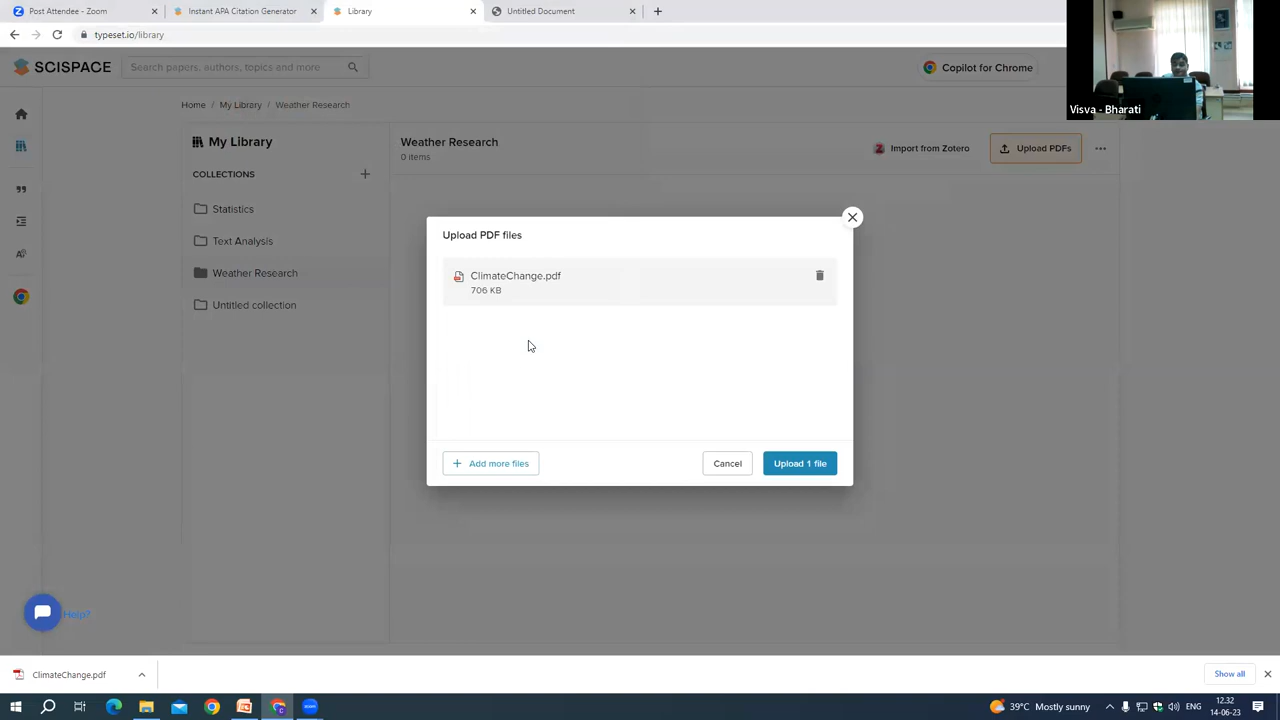 Post Attendee - Zoom
Instant APA Citation Generator
Library
Untitled Document
typeset.io/library
SCISPACE
Search papers, authors, topics and more
Copilot for Chrome
Visva - Bharati
Home / My Library / Weather Research
My Library
COLLECTIONS
Statistics
Text Analysis
Weather Research
Untitled collection
Weather Research
0 items
Import from Zotero
Upload PDFs
Upload PDF files
ClimateChange.pdf
706 KB
Add more files
Cancel
Upload 1 file
Help?
ClimateChange.pdf
Show all
39°C Mostly sunny
12.32
14-06-23